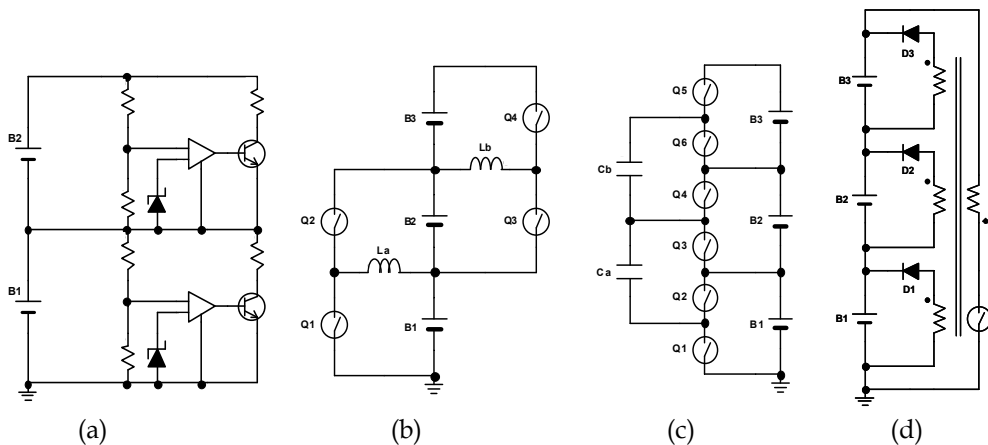 B2
B1
(a)
B3
Q4
Lb
Q2
B2
Q3
La
Q1
B1
(b)
Q5
B3
Q6
Cb
Q4
B2
Q3
Ca
Q2
B1
Q1
(c)
D3
B3
D2
B2
D1
B1
(d)